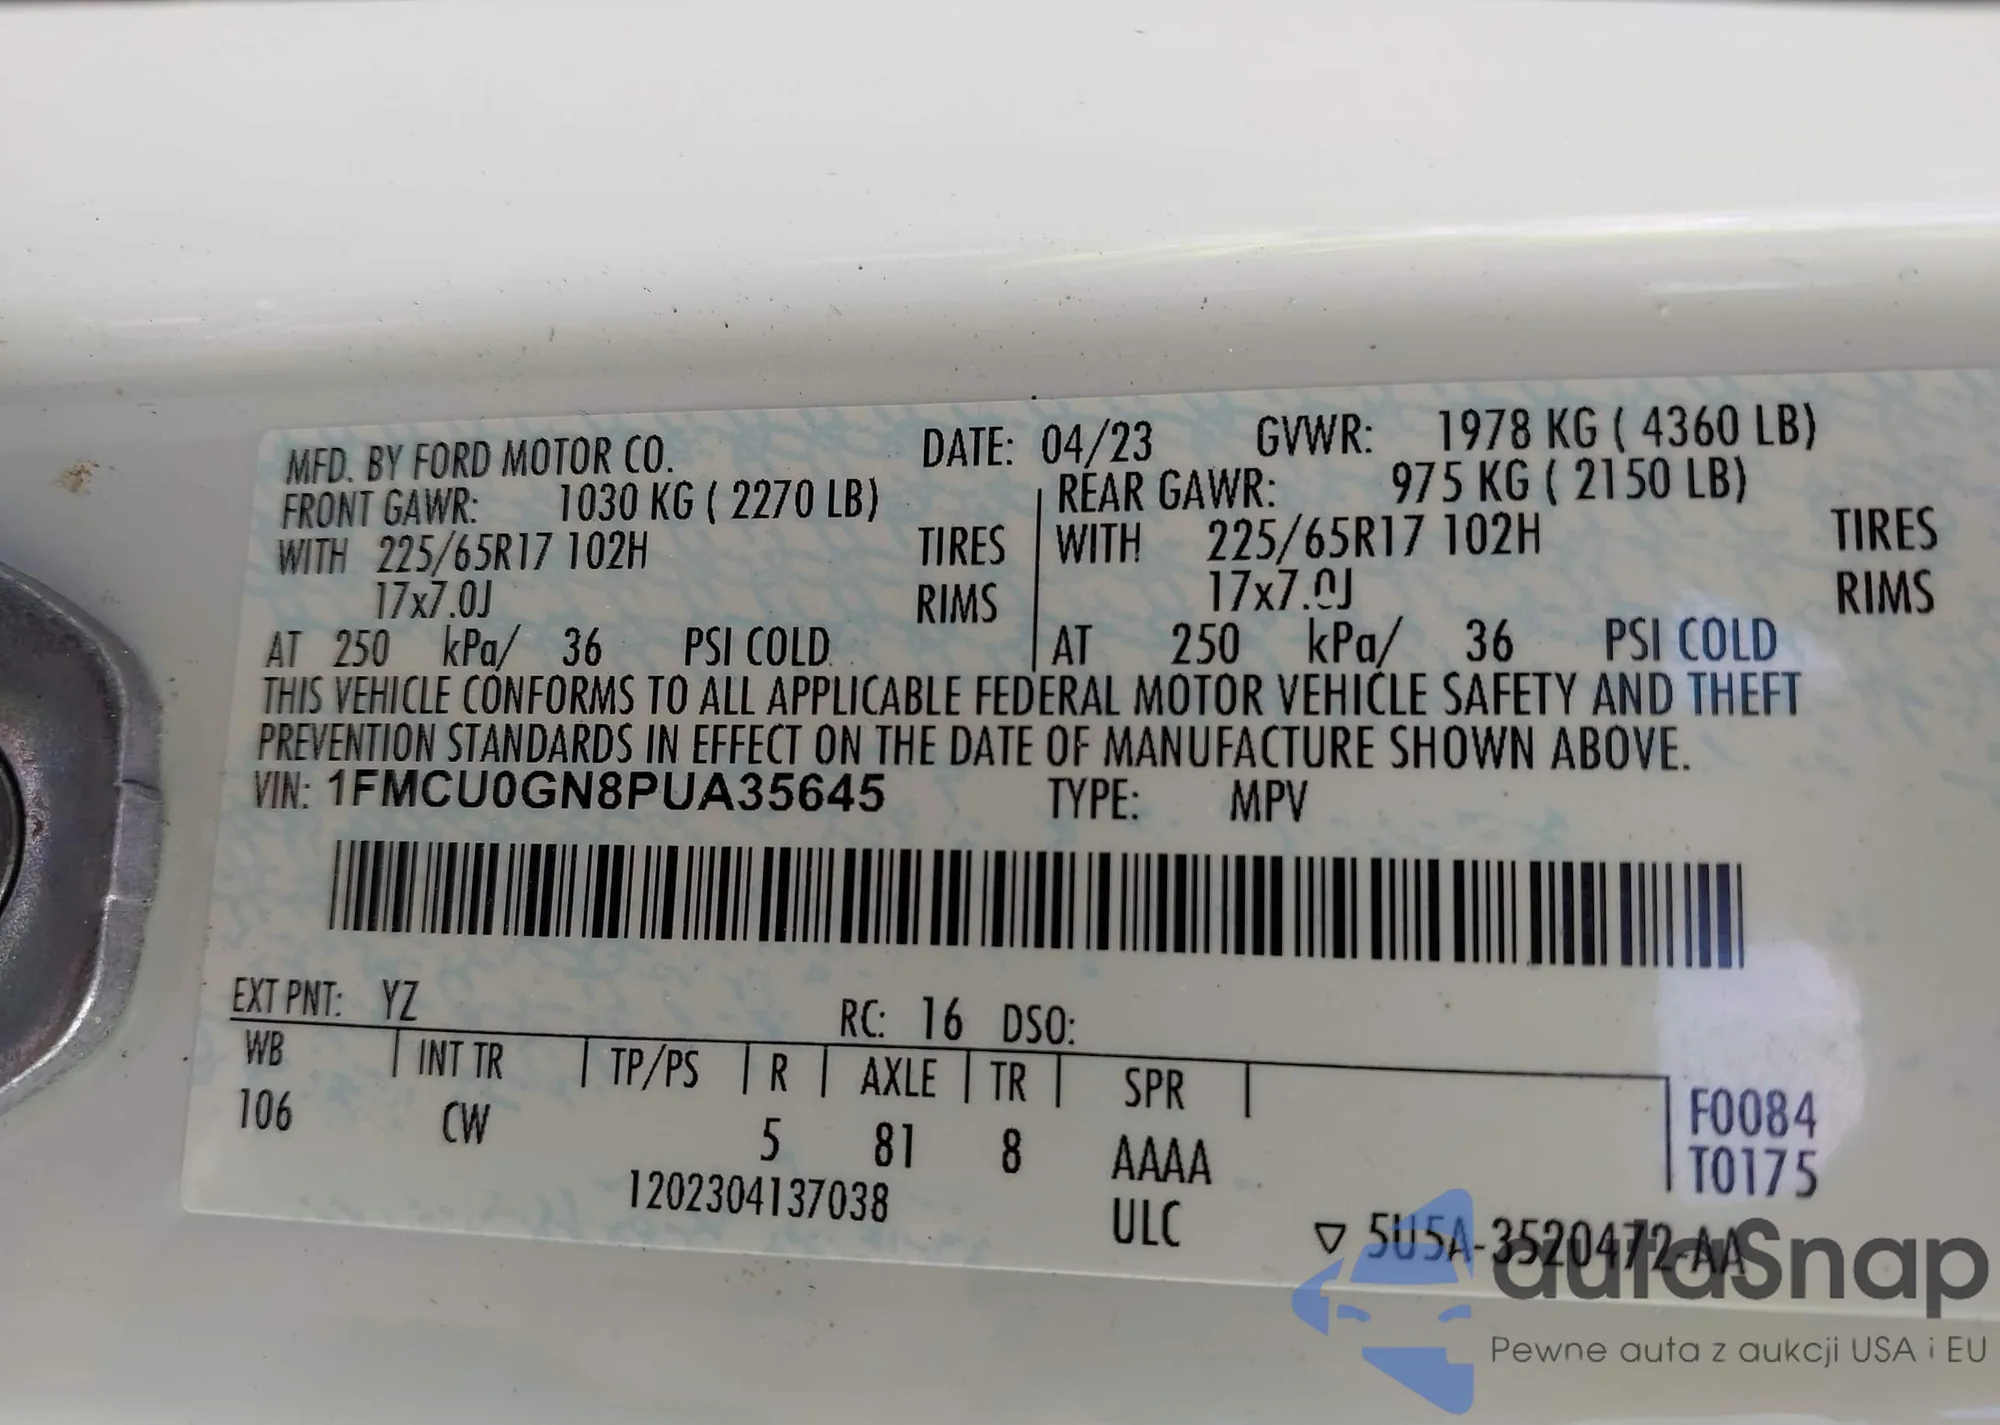 MFD. BY FORD MOTOR CO. DATE: 04/23 GVWR: 1978 KG ( 4360 LB)
FRONT GAWR: 1030 KG ( 2270 LB) REAR GAWR: 975 KG ( 2150 LB)
WITH 225/65R17 102H TIRES WITH 225/65R17 102H TIRES
17x7.0J RIMS 17x7.0J RIMS
AT 250 kPa/ 36 PSI COLD AT 250 kPa/ 36 PSI COLD
THIS VEHICLE CONFORMS TO ALL APPLICABLE FEDERAL MOTOR VEHICLE SAFETY AND THEFT
PREVENTION STANDARDS IN EFFECT ON THE DATE OF MANUFACTURE SHOWN ABOVE.
VIN: 1FMCU0GN8PUA35645 TYPE: MPV
EXT PNT: YZ RC: 16 DSO:
WB INT TR TP/PS R AXLE TR SPR
106 CW 5 81 8 AAAA F0084
1202304137038 ULC T0175
▽ 5U5A-3520472-AA
autoSnap
Pewne auta z aukcji USA i EU